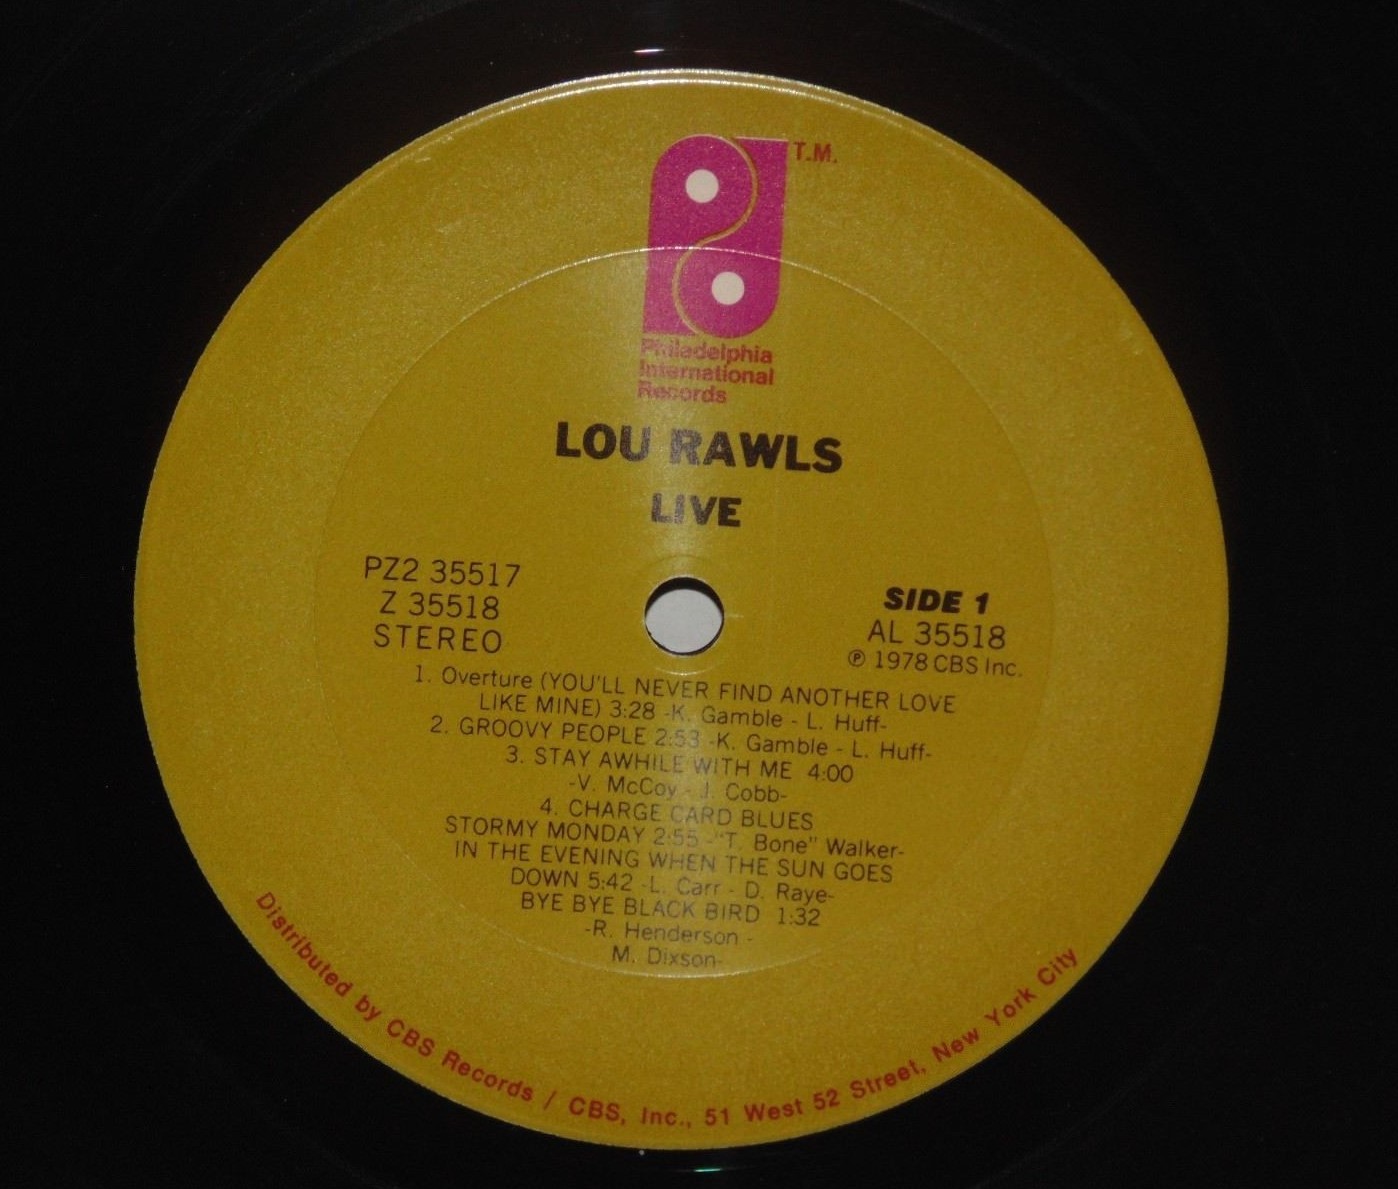 T.M.
Philadelphia
International
Records
LOU RAWLS
LIVE
PZ2 35517
Z 35518
STEREO
SIDE 1
AL 35518
℗ 1978 CBS Inc.
1. Overture (YOU'LL NEVER FIND ANOTHER LOVE
LIKE MINE) 3:28 -K. Gamble - L. Huff-
2. GROOVY PEOPLE 2:53 -K. Gamble - L. Huff-
3. STAY AWHILE WITH ME 4:00
-V. McCoy - J. Cobb-
4. CHARGE CARD BLUES
STORMY MONDAY 2:55 -"T. Bone" Walker-
IN THE EVENING WHEN THE SUN GOES
DOWN 5:42 -L. Carr - D. Raye-
BYE BYE BLACK BIRD 1:32
-R. Henderson -
M. Dixson-
Distributed by CBS Records / CBS, Inc., 51 West 52 Street, New York City